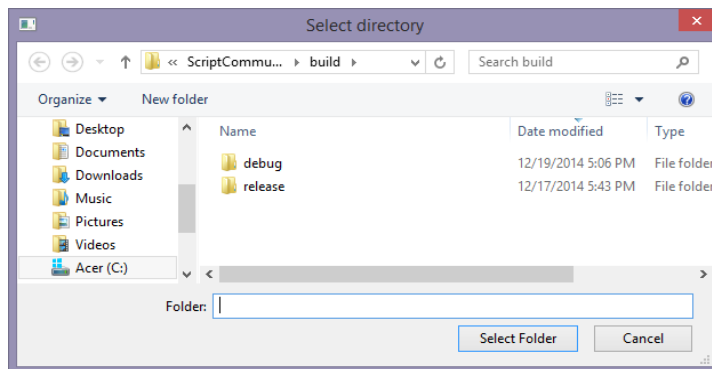 Select directory
« ScriptCommu... build
Search build
Organize New folder
Name Date modified Type
Desktop
Documents
Downloads
Music
Pictures
Videos
Acer (C:)
debug 12/19/2014 5:06 PM File folder
release 12/17/2014 5:43 PM File folder
Folder:
Select Folder Cancel